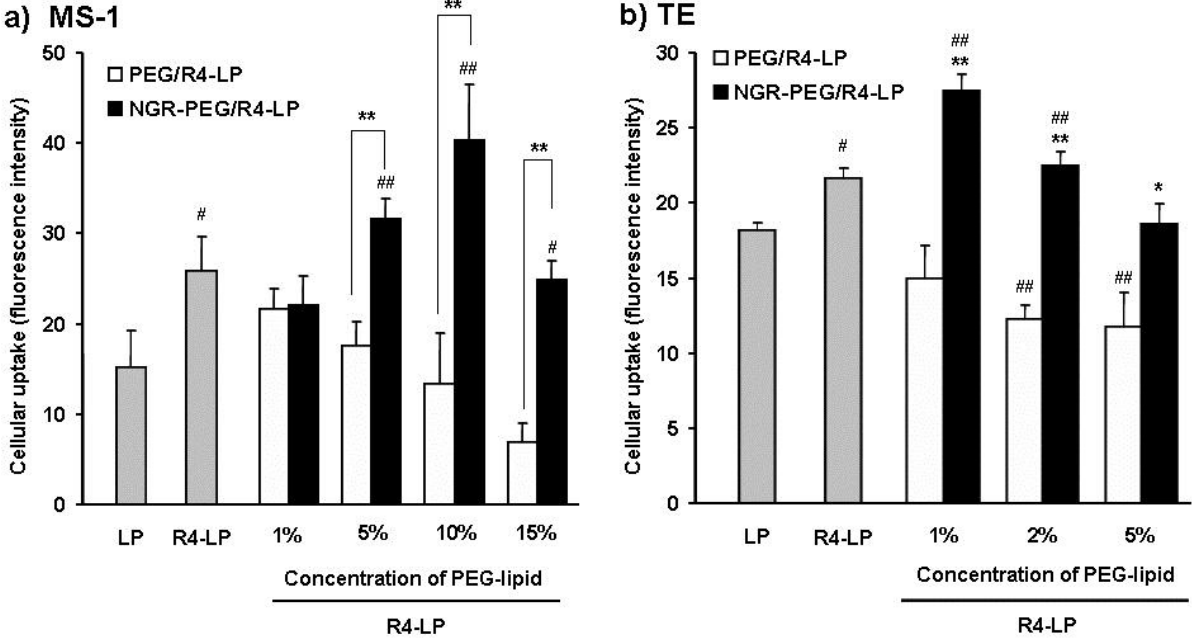 a) MS-1
Cellular uptake (fluorescence intensity)
50
40
30
20
10
0
PEG/R4-LP
NGR-PEG/R4-LP
#
**
##
**
##
**
#
LP
R4-LP
1%
5%
10%
15%
Concentration of PEG-lipid
R4-LP
b) TE
Cellular uptake (fluorescence intensity)
30
25
20
15
10
5
0
PEG/R4-LP
NGR-PEG/R4-LP
#
##
**
##
##
**
##
*
LP
R4-LP
1%
2%
5%
Concentration of PEG-lipid
R4-LP